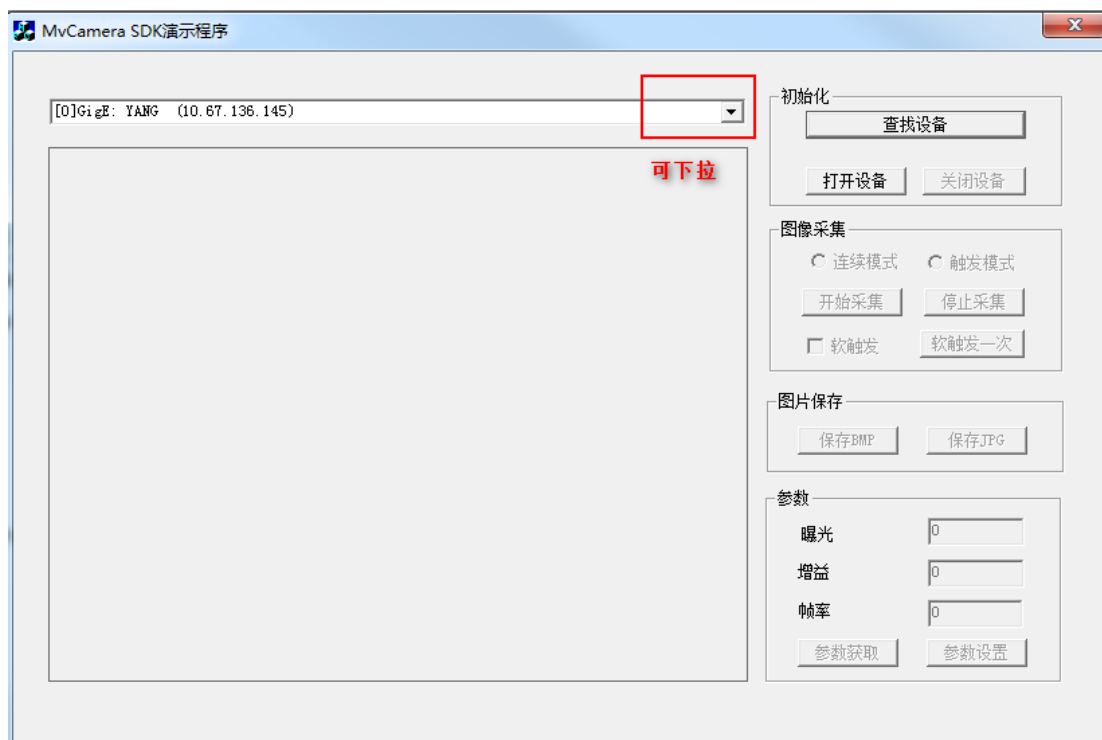 MvCamera SDK演示程序
[0]GigE: YANG (10.67.136.145)
可下拉
初始化
查找设备
打开设备 关闭设备
图像采集
连续模式 触发模式
开始采集 停止采集
软触发 软触发一次
图片保存
保存BMP 保存JPG
参数
曝光 0
增益 0
帧率 0
参数获取 参数设置